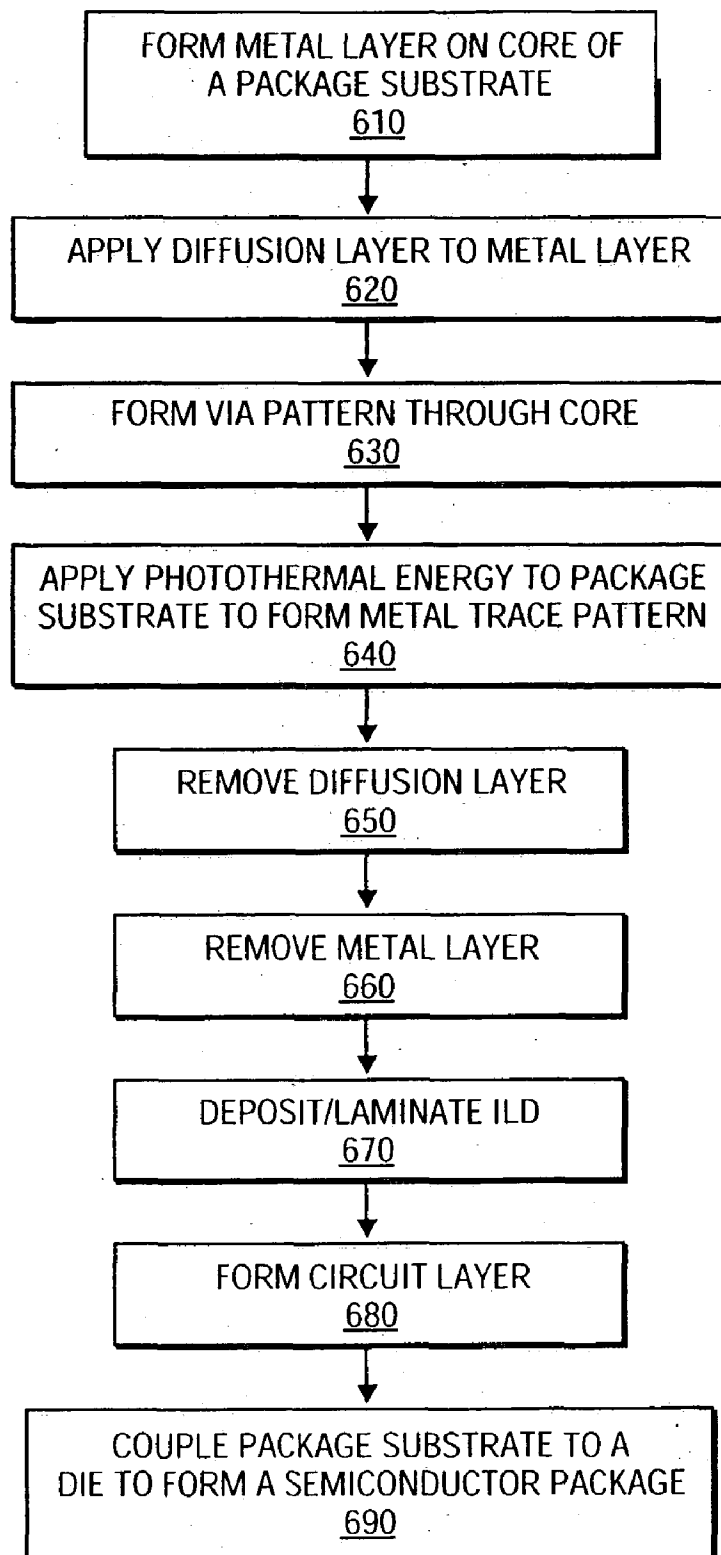 FORM METAL LAYER ON CORE OF
A PACKAGE SUBSTRATE
610
APPLY DIFFUSION LAYER TO METAL LAYER
620
FORM VIA PATTERN THROUGH CORE
630
APPLY PHOTOTHERMAL ENERGY TO PACKAGE
SUBSTRATE TO FORM METAL TRACE PATTERN
640
REMOVE DIFFUSION LAYER
650
REMOVE METAL LAYER
660
DEPOSIT/LAMINATE ILD
670
FORM CIRCUIT LAYER
680
COUPLE PACKAGE SUBSTRATE TO A
DIE TO FORM A SEMICONDUCTOR PACKAGE
690